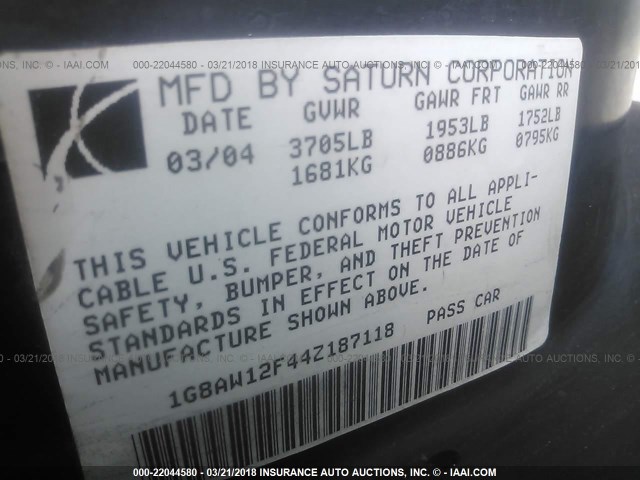 MFD BY SATURN CORPORATION
DATE GVWR GAWR FRT GAWR RR
03/04 3705LB 1953LB 1752LB
1681KG 0886KG 0795KG
THIS VEHICLE CONFORMS TO ALL APPLI-
CABLE U.S. FEDERAL MOTOR VEHICLE
SAFETY, BUMPER, AND THEFT PREVENTION
STANDARDS IN EFFECT ON THE DATE OF
MANUFACTURE SHOWN ABOVE.
1G8AW12F44Z187118 PASS CAR
000-22044580 - 03/21/2018 INSURANCE AUTO AUCTIONS, INC. - © IAAI.COM